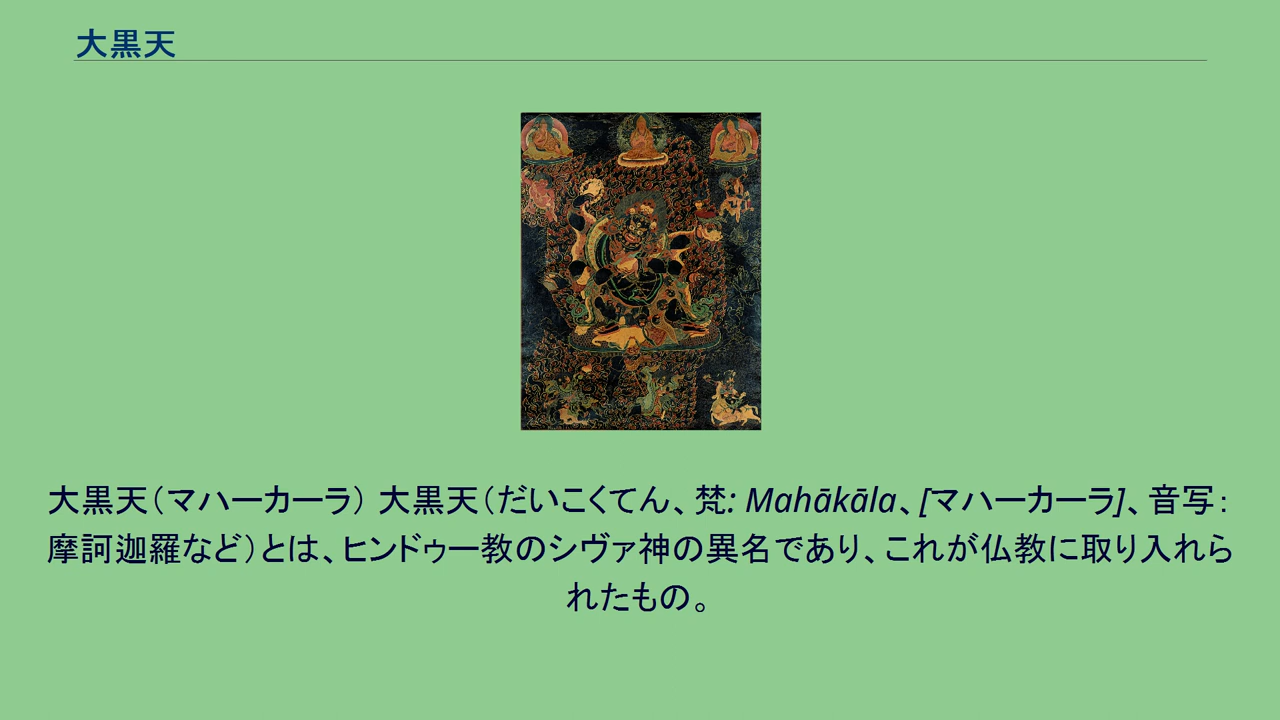 大黒天
大黒天（マハーカーラ） 大黒天（だいこくてん、梵: Mahākāla、[マハーカーラ]、音写：
摩訶迦羅など）とは、ヒンドゥー教のシヴァ神の異名であり、これが仏教に取り入れら
れたもの。